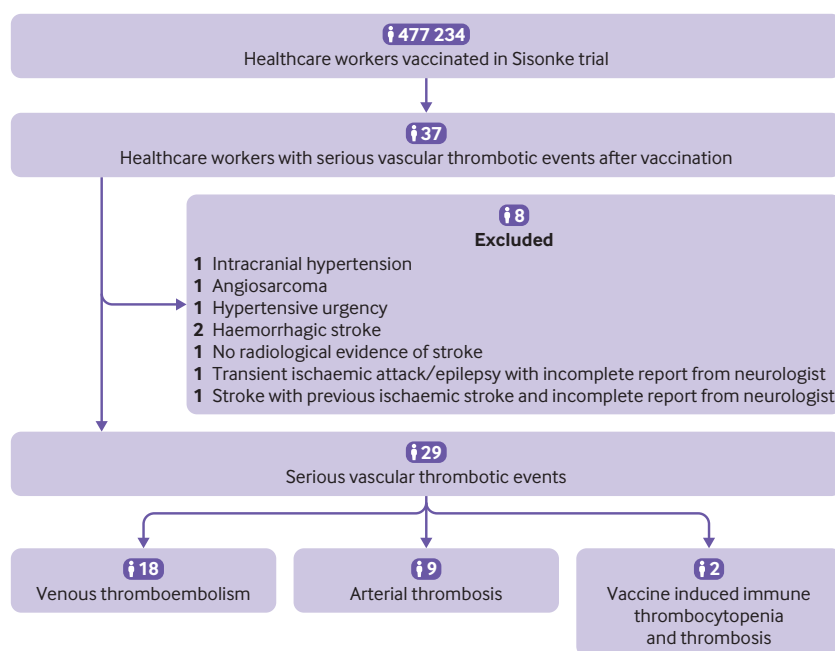 477 234
Healthcare workers vaccinated in Sisonke trial
37
Healthcare workers with serious vascular thrombotic events after vaccination
8
Excluded
1 Intracranial hypertension
1 Angiosarcoma
1 Hypertensive urgency
2 Haemorrhagic stroke
1 No radiological evidence of stroke
1 Transient ischaemic attack/epilepsy with incomplete report from neurologist
1 Stroke with previous ischaemic stroke and incomplete report from neurologist
29
Serious vascular thrombotic events
18
Venous thromboembolism
9
Arterial thrombosis
2
Vaccine induced immune
thrombocytopenia
and thrombosis